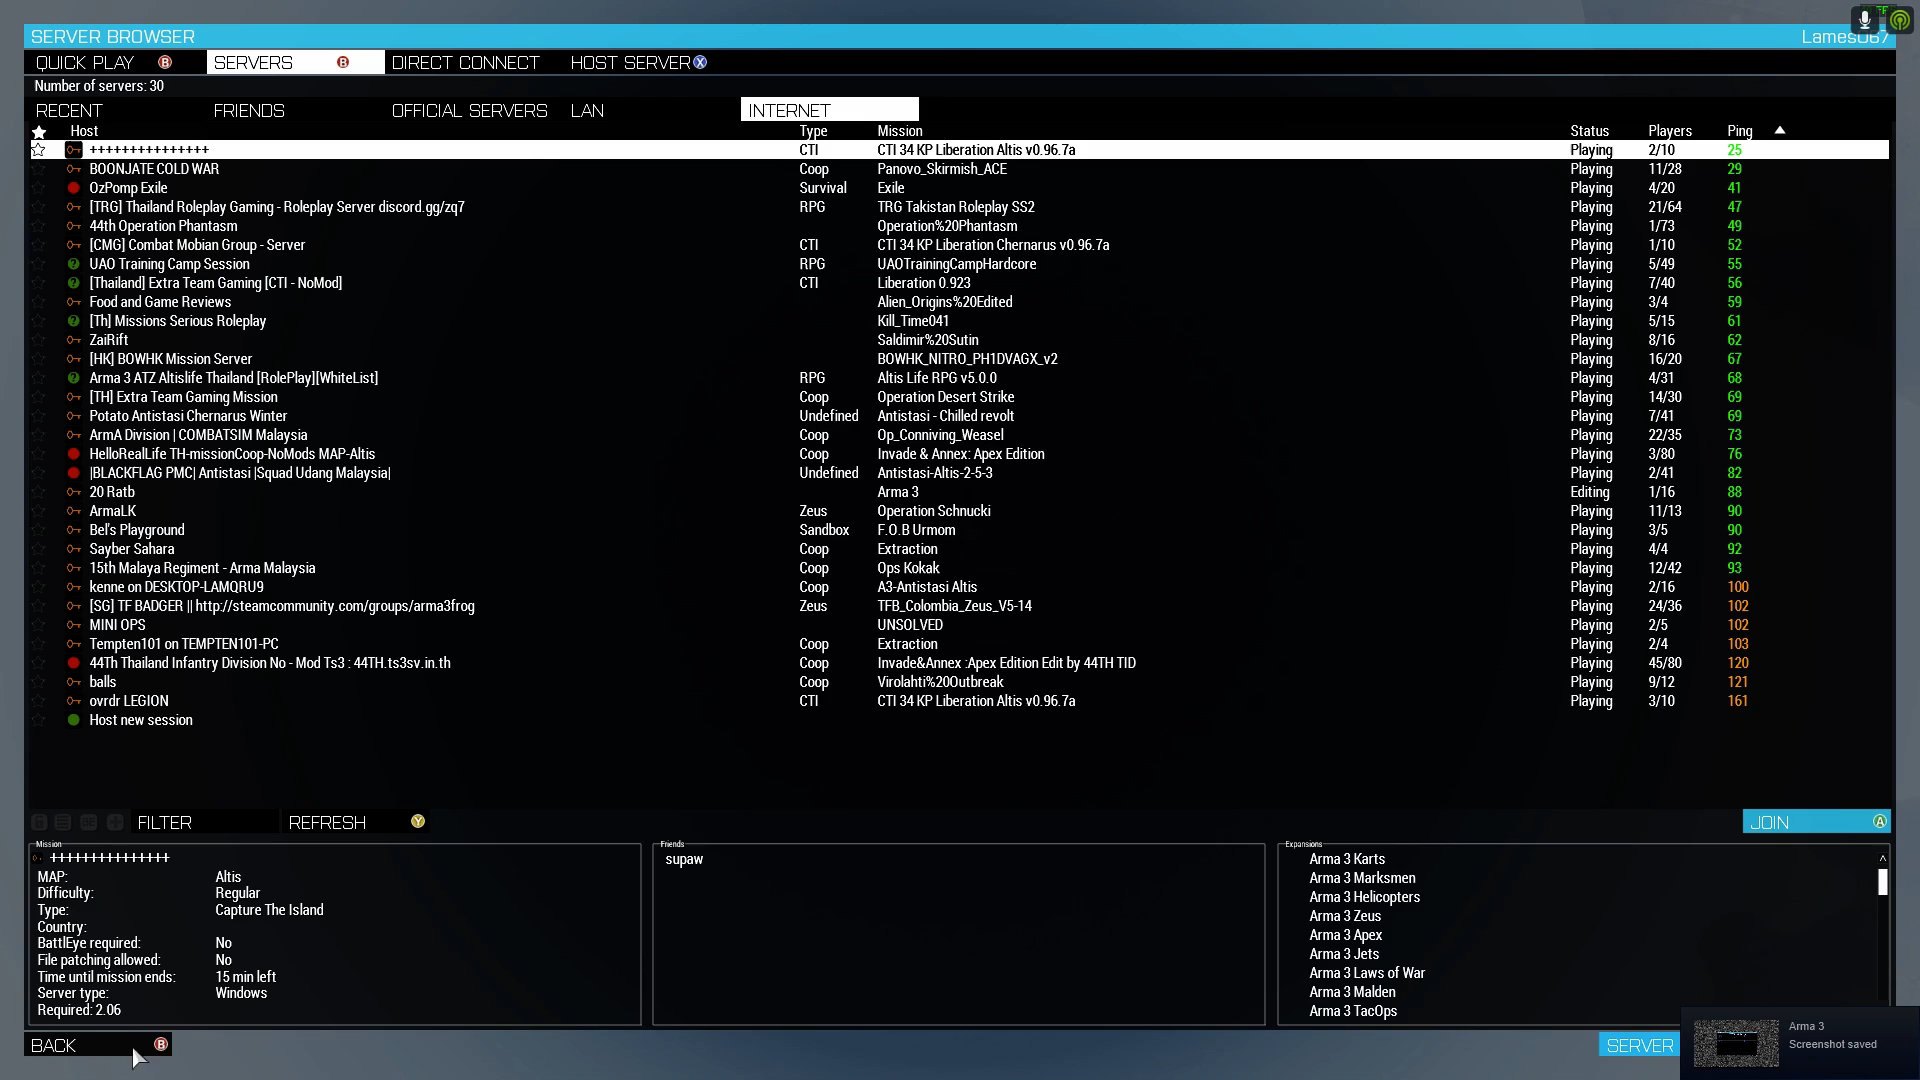 SERVER BROWSER
QUICK PLAY B SERVERS B DIRECT CONNECT HOST SERVER X
Number of servers: 30
RECENT FRIENDS OFFICIAL SERVERS LAN INTERNET
Host Type Mission Status Players Ping
+++++++++++++++ CTI CTI 34 KP Liberation Altis v0.96.7a Playing 2/10 25
BOONJATE COLD WAR Coop Panovo_Skirmish_ACE Playing 11/28 29
OzPomp Exile Survival Exile Playing 4/20 41
[TRG] Thailand Roleplay Gaming - Roleplay Server discord.gg/zq7 RPG TRG Takistan Roleplay SS2 Playing 21/64 47
44th Operation Phantasm Operation%20Phantasm Playing 1/73 49
[CMG] Combat Mobian Group - Server CTI CTI 34 KP Liberation Chernarus v0.96.7a Playing 1/10 52
UAO Training Camp Session RPG UAOTrainingCampHardcore Playing 5/49 55
[Thailand] Extra Team Gaming [CTI - NoMod] CTI Liberation 0.923 Playing 7/40 56
Food and Game Reviews Alien_Origins%20Edited Playing 3/4 59
[Th] Missions Serious Roleplay Kill_Time041 Playing 5/15 61
ZaiRift Saldimir%20Sutin Playing 8/16 62
[HK] BOWHK Mission Server BOWHK_NITRO_PH1DVAGX_v2 Playing 16/20 67
Arma 3 ATZ Altislife Thailand [RolePlay][WhiteList] RPG Altis Life RPG v5.0.0 Playing 4/31 68
[TH] Extra Team Gaming Mission Coop Operation Desert Strike Playing 14/30 69
Potato Antistasi Chernarus Winter Undefined Antistasi - Chilled revolt Playing 7/41 69
ArmA Division | COMBATSIM Malaysia Coop Op_Conniving_Weasel Playing 22/35 73
HelloRealLife TH-missionCoop-NoMods MAP-Altis Coop Invade & Annex: Apex Edition Playing 3/80 76
|BLACKFLAG PMC| Antistasi |Squad Udang Malaysia| Undefined Antistasi-Altis-2-5-3 Playing 2/41 82
20 Ratb Arma 3 Editing 1/16 88
ArmaLK Zeus Operation Schnucki Playing 11/13 90
Bel's Playground Sandbox F.O.B Urmom Playing 3/5 90
Sayber Sahara Coop Extraction Playing 4/4 92
15th Malaya Regiment - Arma Malaysia Coop Ops Kokak Playing 12/42 93
kenne on DESKTOP-LAMQRU9 Coop A3-Antistasi Altis Playing 2/16 100
[SG] TF BADGER || http://steamcommunity.com/groups/arma3frog Zeus TFB_Colombia_Zeus_V5-14 Playing 24/36 102
MINI OPS UNSOLVED Playing 2/5 102
Tempten101 on TEMPTEN101-PC Coop Extraction Playing 2/4 103
44Th Thailand Infantry Division No - Mod Ts3 : 44TH.ts3sv.in.th Coop Invade&Annex :Apex Edition Edit by 44TH TID Playing 45/80 120
balls Coop Virolahti%20Outbreak Playing 9/12 121
ovrdr LEGION CTI CTI 34 KP Liberation Altis v0.96.7a Playing 3/10 161
Host new session
FILTER REFRESH Y JOIN A
Mission
+++++++++++++++
MAP: Altis
Difficulty: Regular
Type: Capture The Island
Country:
BattlEye required: No
File patching allowed: No
Time until mission ends: 15 min left
Server type: Windows
Required: 2.06
Friends
supaw
Expansions
Arma 3 Karts
Arma 3 Marksmen
Arma 3 Helicopters
Arma 3 Zeus
Arma 3 Apex
Arma 3 Jets
Arma 3 Laws of War
Arma 3 Malden
Arma 3 TacOps
BACK B
SERVER
Arma 3
Screenshot saved